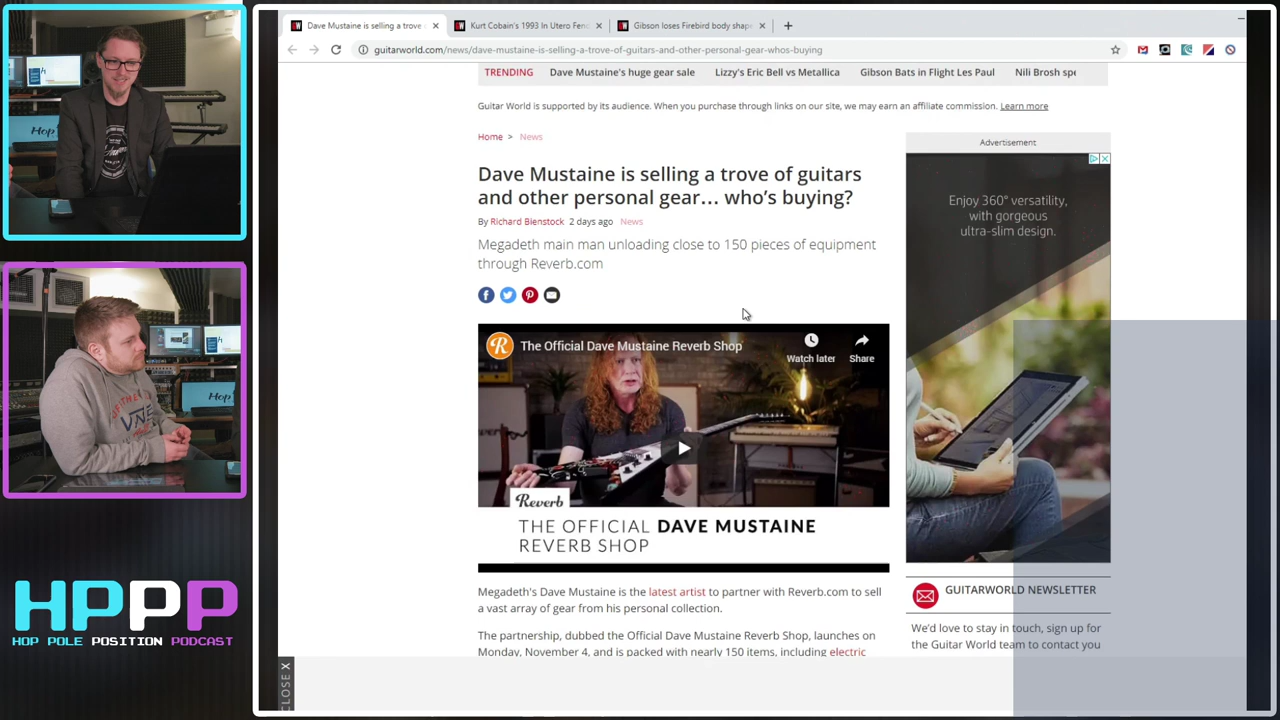 Dave Mustaine is selling a trove
Kurt Cobain's 1993 In Utero Fen
Gibson loses Firebird body shape
guitarworld.com/news/dave-mustaine-is-selling-a-trove-of-guitars-and-other-personal-gear-whos-buying
TRENDING Dave Mustaine's huge gear sale Lizzy's Eric Bell vs Metallica Gibson Bats in Flight Les Paul Nili Brosh spe
Guitar World is supported by its audience. When you purchase through links on our site, we may earn an affiliate commission. Learn more
Home > News
Dave Mustaine is selling a trove of guitars
and other personal gear… who's buying?
By Richard Bienstock 2 days ago News
Megadeth main man unloading close to 150 pieces of equipment
through Reverb.com
The Official Dave Mustaine Reverb Shop
Watch later
Share
Reverb
THE OFFICIAL DAVE MUSTAINE
REVERB SHOP
Megadeth's Dave Mustaine is the latest artist to partner with Reverb.com to sell
a vast array of gear from his personal collection.
The partnership, dubbed the Official Dave Mustaine Reverb Shop, launches on
Monday, November 4, and is packed with nearly 150 items, including electric
Advertisement
Enjoy 360° versatility,
with gorgeous
ultra-slim design.
GUITARWORLD NEWSLETTER
We'd love to stay in touch, sign up for
the Guitar World team to contact you
CLOSE X
Hop
Hop
HPPP
HOP POLE POSITION PODCAST